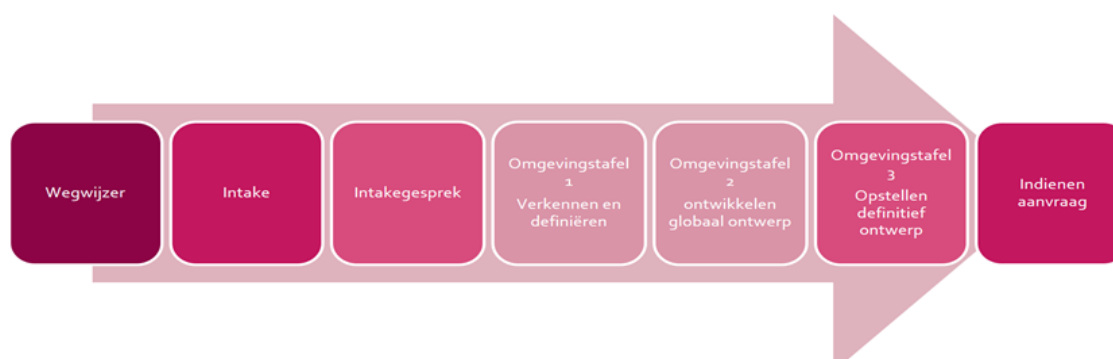 Wegwijzer
Intake
Intakegesprek
Omgevingstafel
1
Verkennen en
definiëren
Omgevingstafel
2
ontwikkelen
globaal ontwerp
Omgevingstafel
3
Opstellen
definitief
ontwerp
Indienen
aanvraag